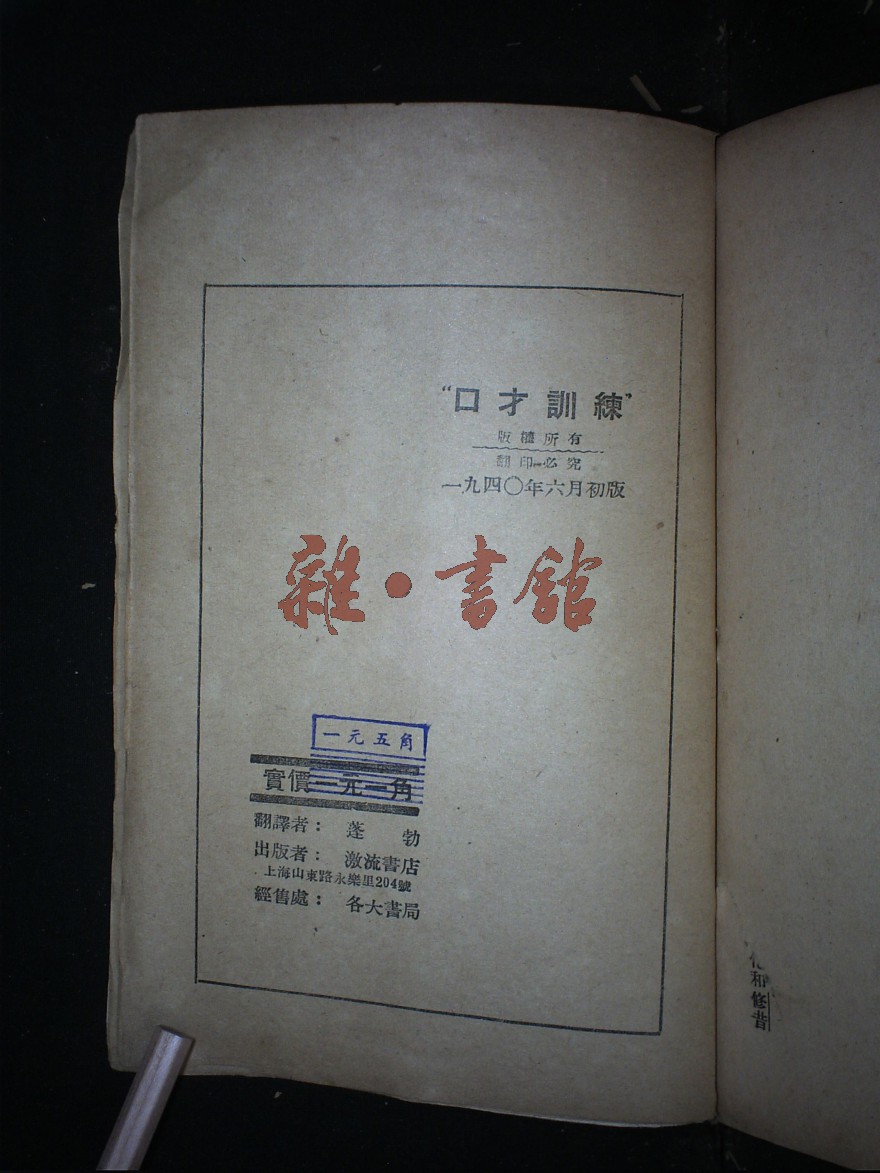 “口才訓練”
版權所有
翻印必究
一九四〇年六月初版
雜·書館
一元五角
實價一元一角
翻譯者： 蓬勃
出版者： 激流書店
上海山東路永樂里204號
經售處： 各大書局
和修昔